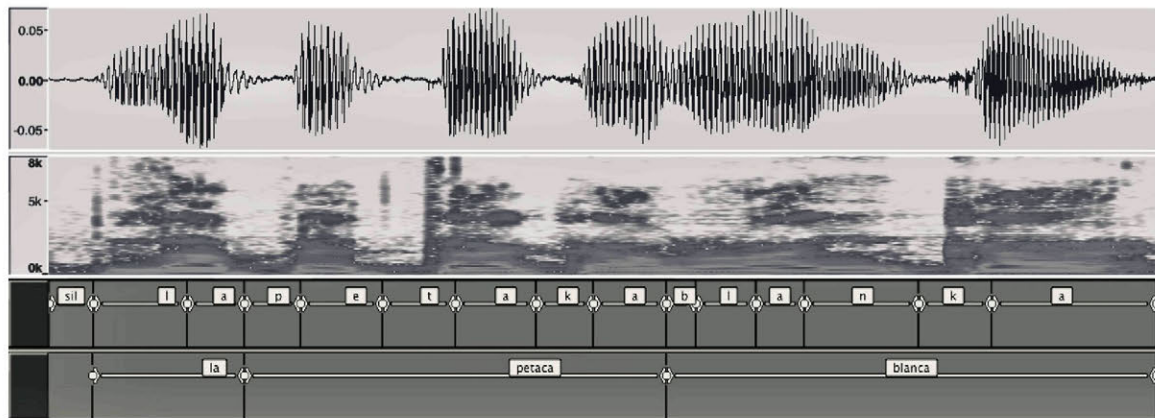 0.05
0.00
-0.05
8k
5k
0k
sil l a p e t a k a b l a n k a
la petaca blanca